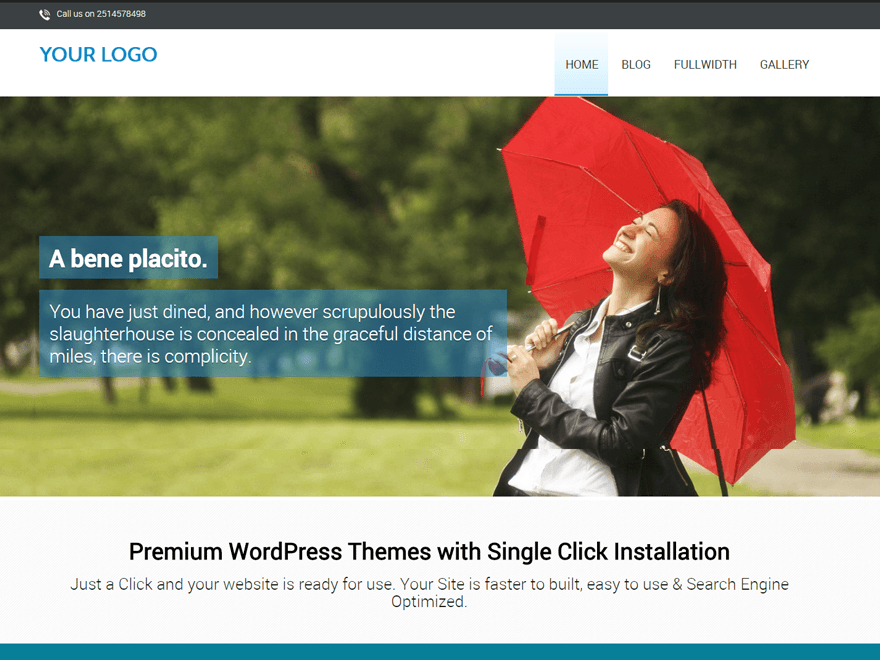 Call us on 2514578498
YOUR LOGO
HOME BLOG FULLWIDTH GALLERY
A bene placito.
You have just dined, and however scrupulously the
slaughterhouse is concealed in the graceful distance of
miles, there is complicity.
Premium WordPress Themes with Single Click Installation
Just a Click and your website is ready for use. Your Site is faster to built, easy to use & Search Engine
Optimized.